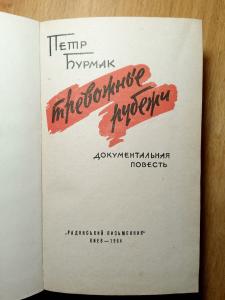 Петр
Бурмак
тревожные
рубежи
ДОКУМЕНТАЛЬНАЯ
ПОВЕСТЬ
„РАДЯНСЬКИЙ ПИСЬМЕННИК“
КИЕВ — 1964